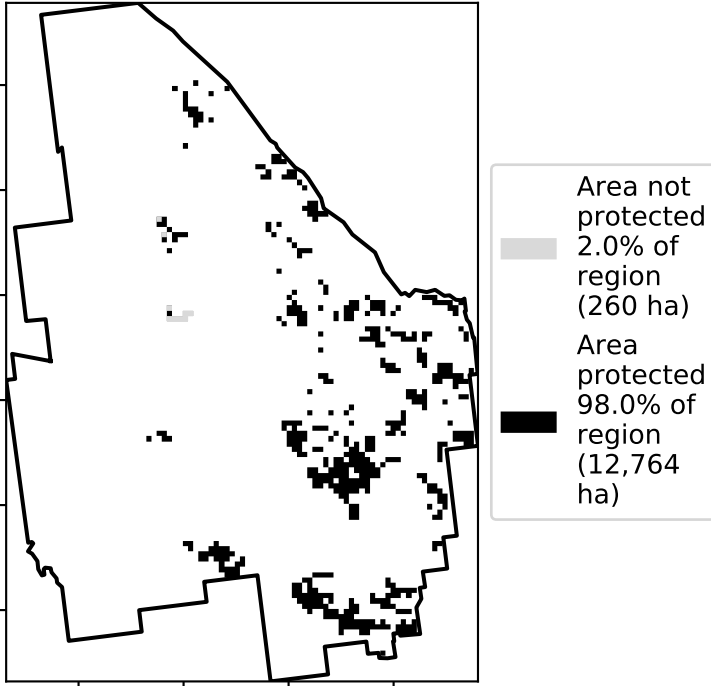 Area not
protected
2.0% of
region
(260 ha)
Area
protected
98.0% of
region
(12,764
ha)